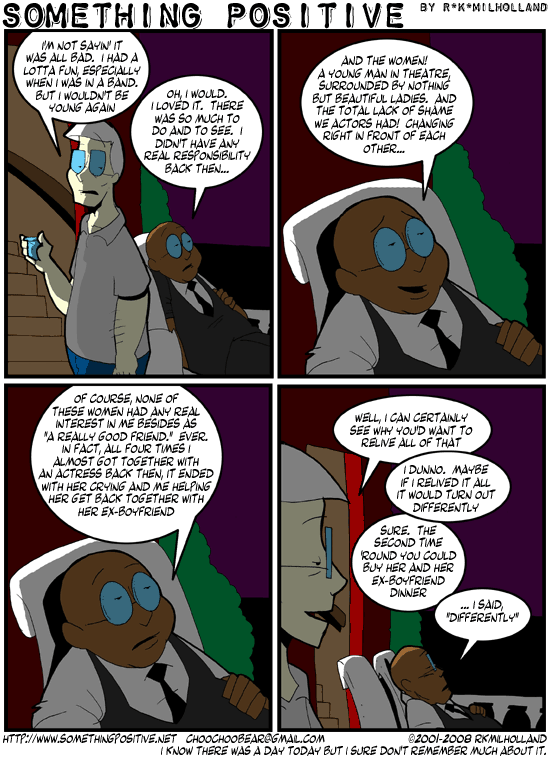 SOMETHING POSITIVE BY R*K*MILHOLLAND
I'M NOT SAYIN' IT
WAS ALL BAD. I HAD A
LOTTA FUN, ESPECIALLY
WHEN I WAS IN A BAND.
BUT I WOULDN'T BE
YOUNG AGAIN
OH, I WOULD.
I LOVED IT. THERE
WAS SO MUCH TO
DO AND TO SEE. I
DIDN'T HAVE ANY
REAL RESPONSIBILITY
BACK THEN...
AND THE WOMEN!
A YOUNG MAN IN THEATRE,
SURROUNDED BY NOTHING
BUT BEAUTIFUL LADIES. AND
THE TOTAL LACK OF SHAME
WE ACTORS HAD! CHANGING
RIGHT IN FRONT OF EACH
OTHER...
OF COURSE, NONE OF
THESE WOMEN HAD ANY REAL
INTEREST IN ME BESIDES AS
"A REALLY GOOD FRIEND." EVER.
IN FACT, ALL FOUR TIMES I
ALMOST GOT TOGETHER WITH
AN ACTRESS BACK THEN, IT ENDED
WITH HER CRYING AND ME HELPING
HER GET BACK TOGETHER WITH
HER EX-BOYFRIEND
WELL, I CAN CERTAINLY
SEE WHY YOU'D WANT TO
RELIVE ALL OF THAT
I DUNNO. MAYBE
IF I RELIVED IT ALL
IT WOULD TURN OUT
DIFFERENTLY
SURE. THE
SECOND TIME
'ROUND YOU COULD
BUY HER AND HER
EX-BOYFRIEND
DINNER
... I SAID,
"DIFFERENTLY"
HTTP://WWW.SOMETHINGPOSITIVE.NET CHOOCHOOBEAR@GMAIL.COM ©2001-2008 RKMILHOLLAND
I KNOW THERE WAS A DAY TODAY BUT I SURE DON'T REMEMBER MUCH ABOUT IT.